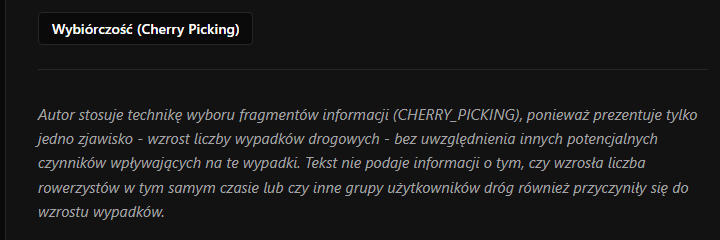 Wybiórczość (Cherry Picking)
Autor stosuje technikę wyboru fragmentów informacji (CHERRY_PICKING), ponieważ prezentuje tylko
jedno zjawisko - wzrost liczby wypadków drogowych - bez uwzględnienia innych potencjalnych
czynników wpływających na te wypadki. Tekst nie podaje informacji o tym, czy wzrosła liczba
rowerzystów w tym samym czasie lub czy inne grupy użytkowników dróg również przyczyniły się do
wzrostu wypadków.